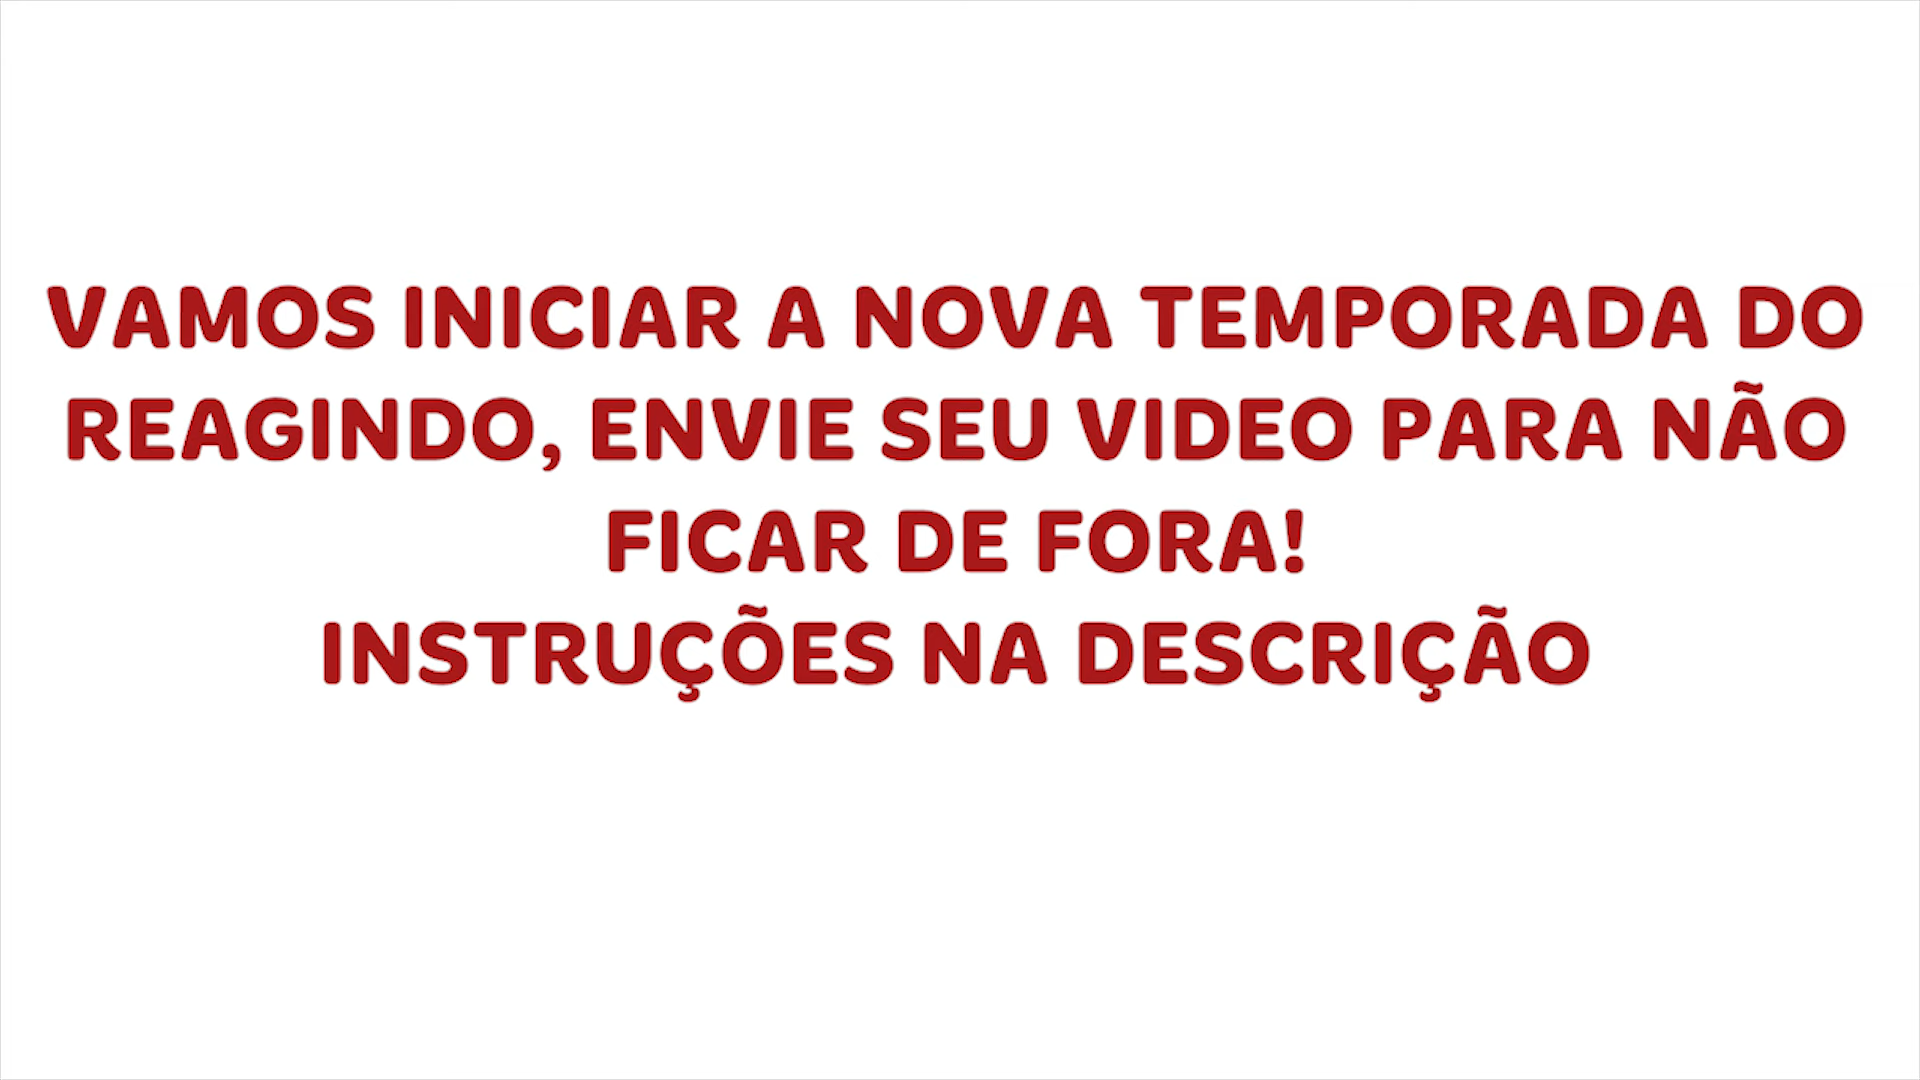 VAMOS INICIAR A NOVA TEMPORADA DO
REAGINDO, ENVIE SEU VIDEO PARA NÃO
FICAR DE FORA!
INSTRUÇÕES NA DESCRIÇÃO